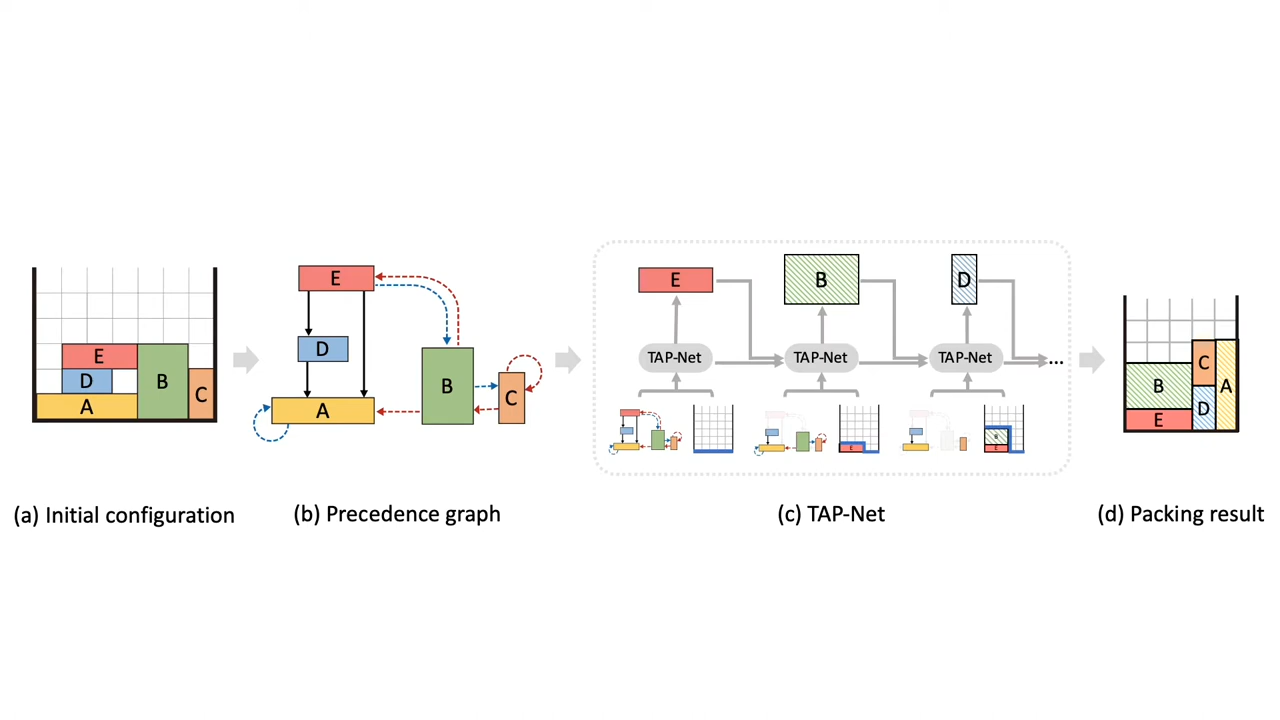 E
D
A
B
C
(a) Initial configuration
E
D
A
B
C
(b) Precedence graph
E
B
D
TAP-Net
TAP-Net
TAP-Net
...
E
B
E
(c) TAP-Net
B
E
C
D
A
(d) Packing result